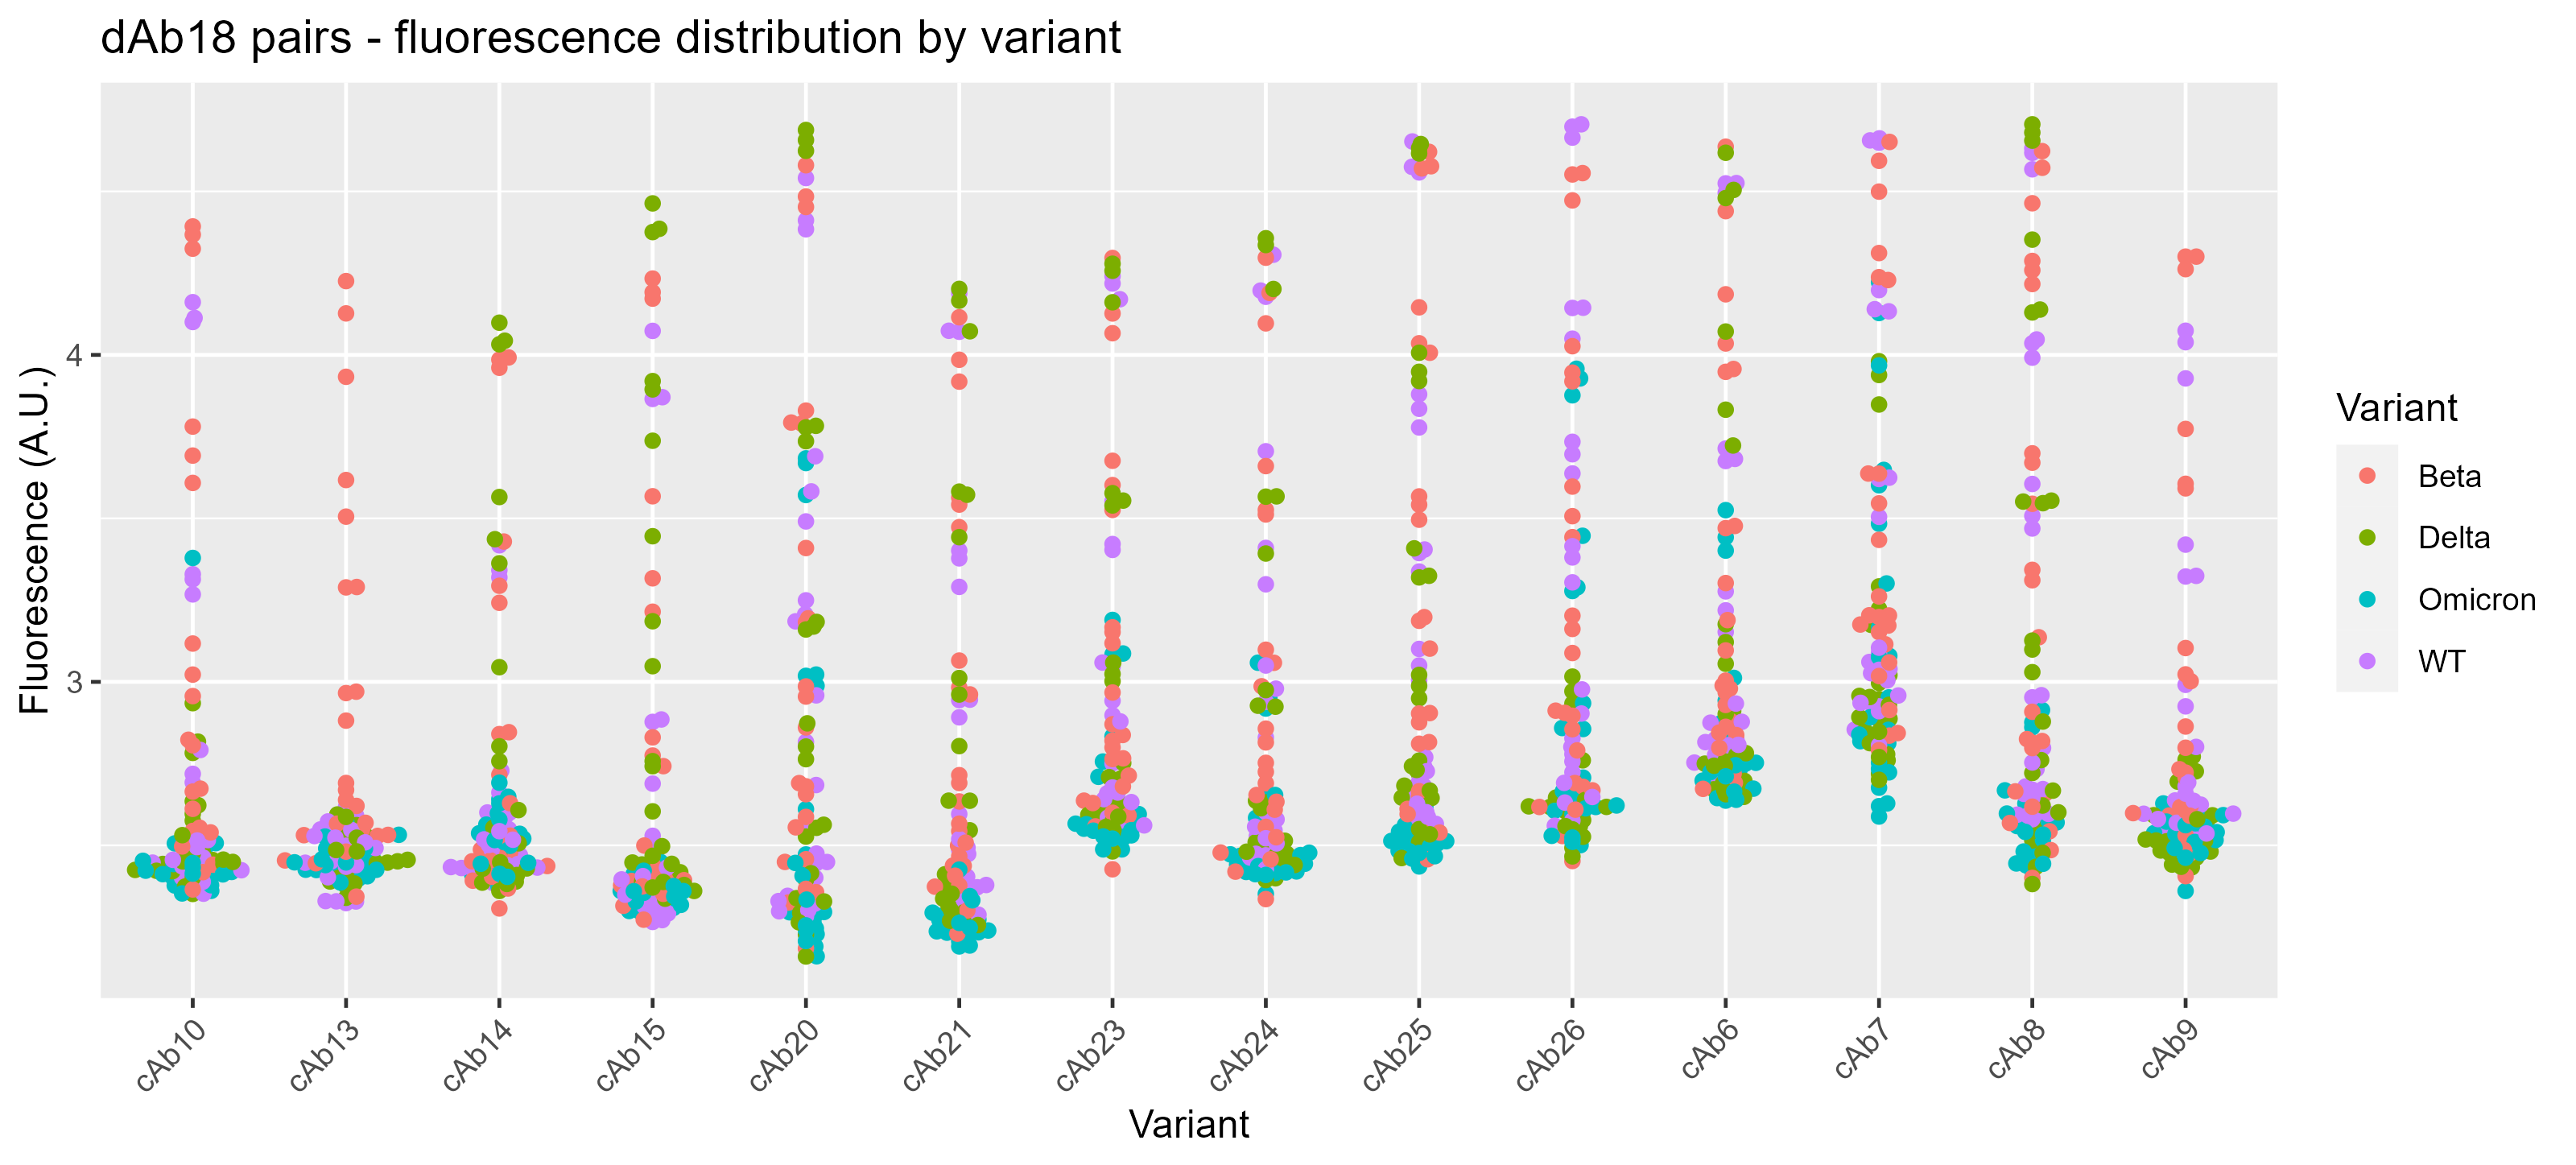 dAb18 pairs - fluorescence distribution by variant
Fluorescence (A.U.)
4
3
cAb10
cAb13
cAb14
cAb15
cAb20
cAb21
cAb23
cAb24
cAb25
cAb26
cAb6
cAb7
cAb8
cAb9
Variant
Variant
Beta
Delta
Omicron
WT